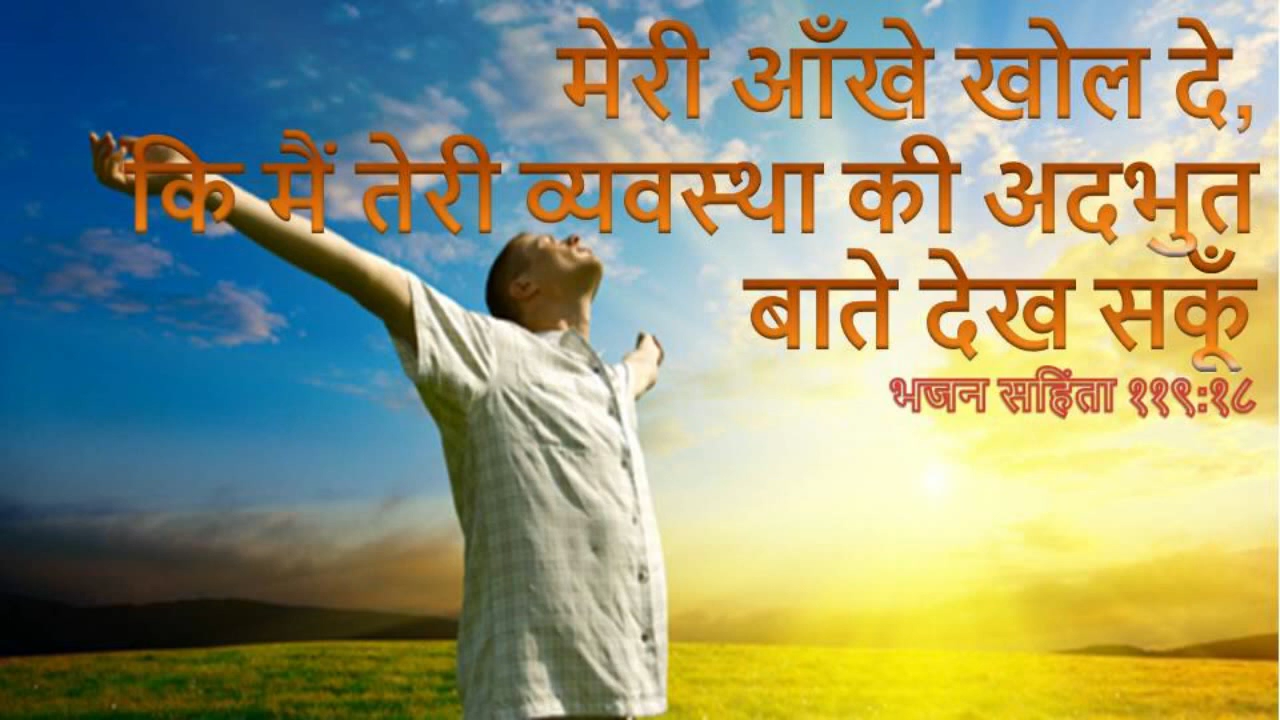 मेरी आँखे खोल दे,
कि मैं तेरी व्यवस्था की अदभुत
बाते देख सकूँ
भजन सहिंता ११९:१८